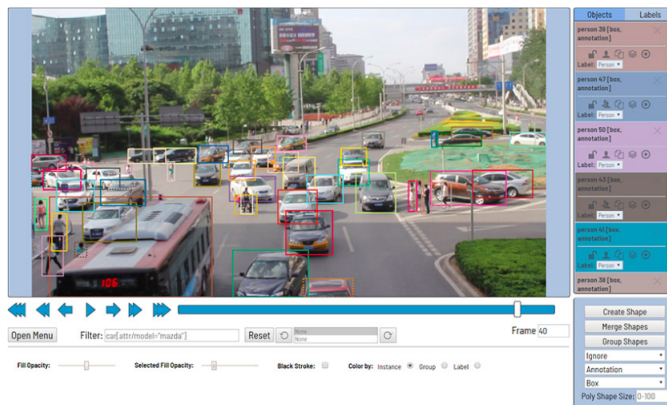 Objects Labels
person 39 [box,
annotation]
Label: Person
person 47 [box,
annotation]
Label: Person
person 50 [box,
annotation]
Label: Person
person 43 [box,
annotation]
Label: Person
person 41 [box,
annotation]
Label: Person
person 38 [box,
annotation]
106
Open Menu
Filter: car[attr/model="mazda"]
Reset
None
None
Frame 40
Fill Opacity:
Selected Fill Opacity:
Black Stroke:
Color by: Instance Group Label
Create Shape
Merge Shapes
Group Shapes
Ignore
Annotation
Box
Poly Shape Size: 0-100